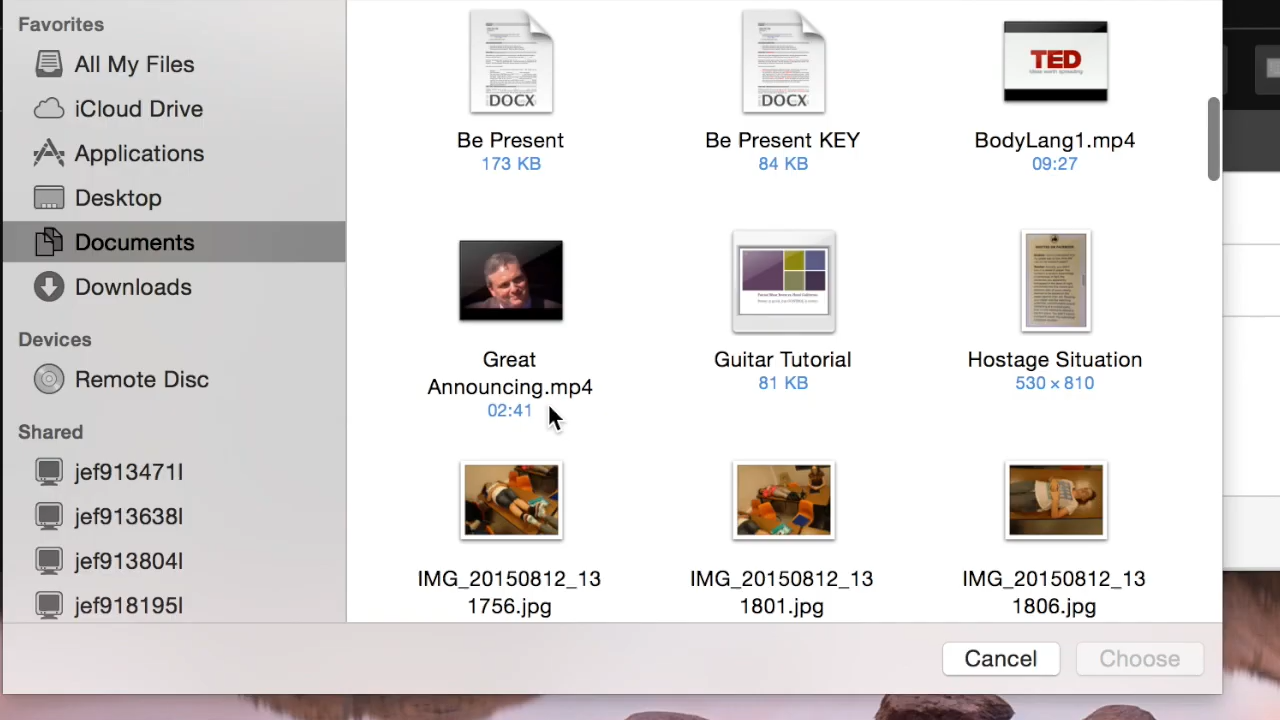 Favorites
All My Files
iCloud Drive
Applications
Desktop
Documents
Downloads
Devices
Remote Disc
Shared
jef913471l
jef913638l
jef913804l
jef918195l
DOCX
DOCX
TED
Be Present
Be Present KEY
BodyLang1.mp4
173 KB
84 KB
09:27
Great
Announcing.mp4
02:41
Guitar Tutorial
81 KB
Hostage Situation
530 × 810
IMG_20150812_13
1756.jpg
IMG_20150812_13
1801.jpg
IMG_20150812_13
1806.jpg
Cancel
Choose